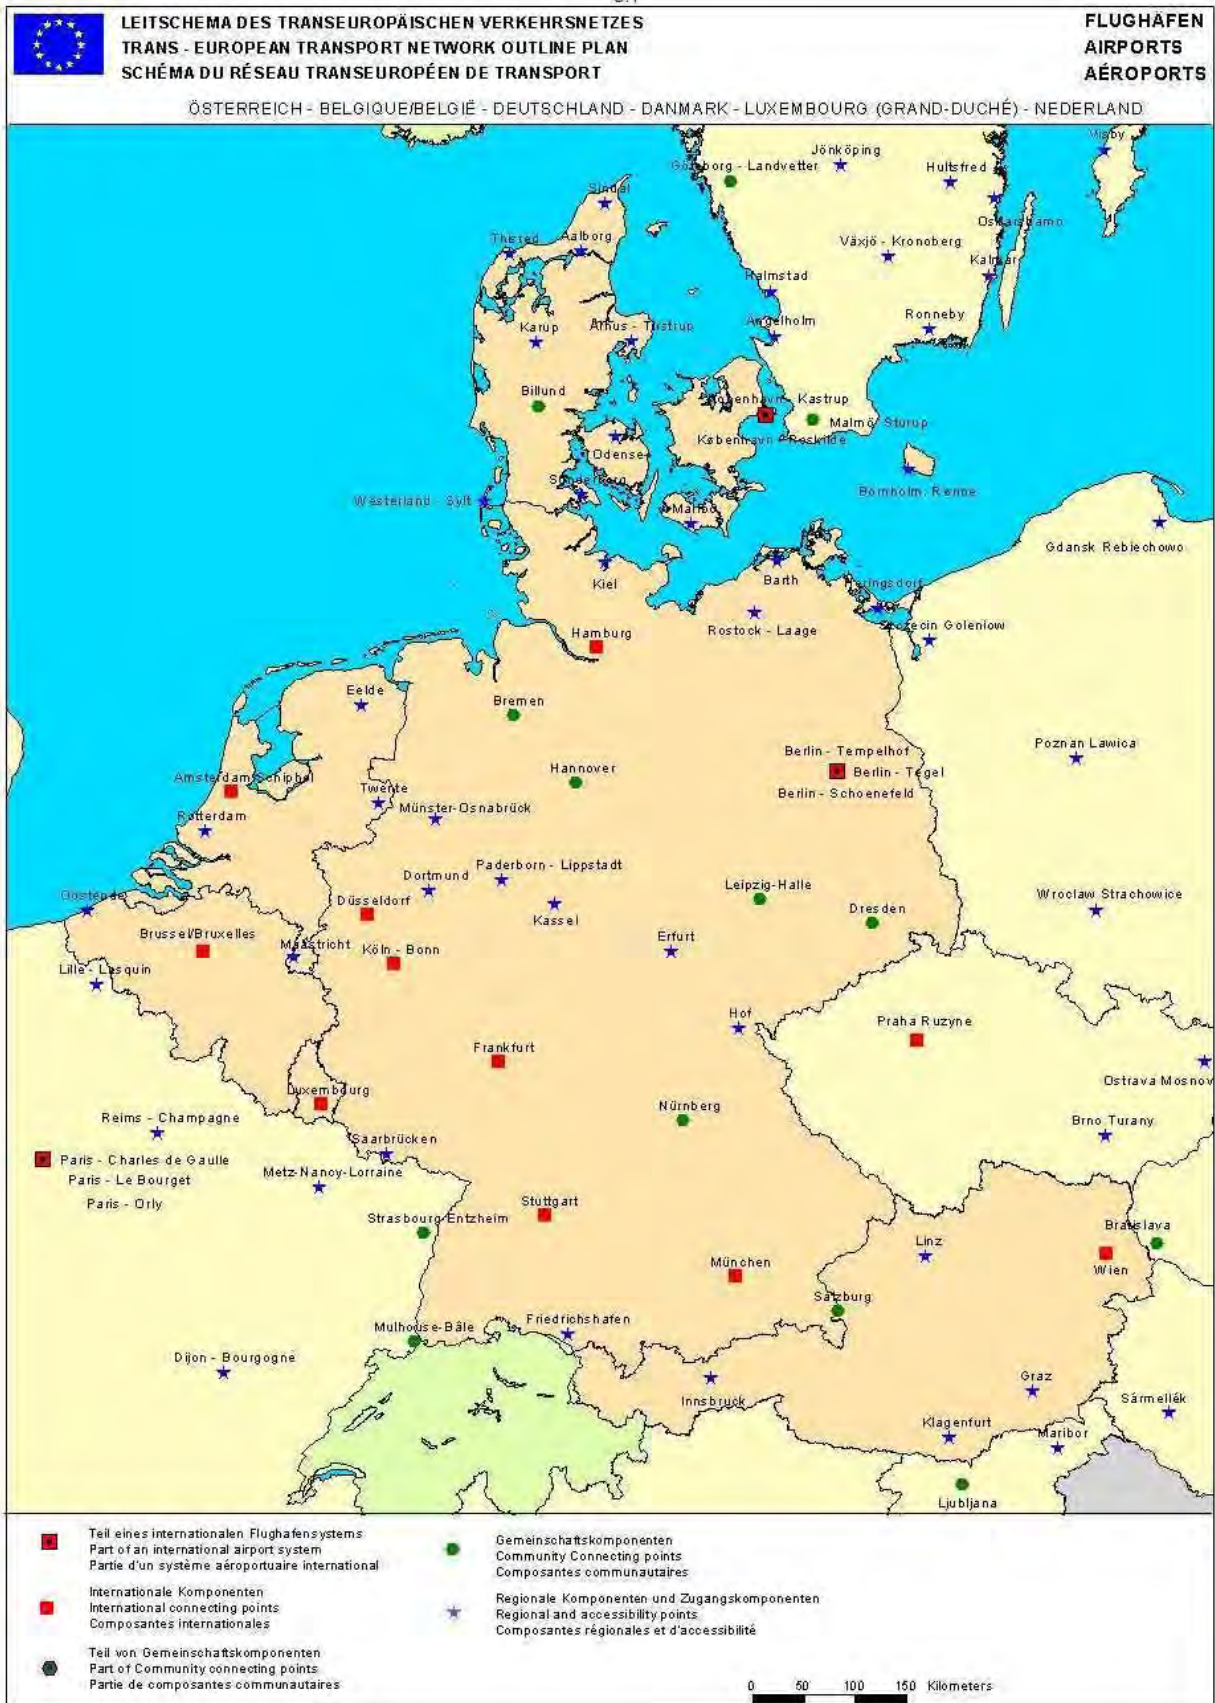 LEITSCHEMA DES TRANSEUROPÄISCHEN VERKEHRSNETZES
TRANS - EUROPEAN TRANSPORT NETWORK OUTLINE PLAN
SCHÉMA DU RÉSEAU TRANSEUROPÉEN DE TRANSPORT
FLUGHÄFEN
AIRPORTS
AÉROPORTS
ÖSTERREICH - BELGIQUE/BELGIË - DEUTSCHLAND - DANMARK - LUXEMBOURG (GRAND-DUCHÉ) - NEDERLAND
Visby
Jönköping
Göteborg - Landvetter
Hultsfred
Sindal
Oskarshamn
Thisted
Aalborg
Växjö - Kronoberg
Kalmar
Halmstad
Ronneby
Ängelholm
Karup
Århus - Tirstrup
Billund
København - Kastrup
Malmö Sturup
København - Roskilde
Odense
Sønderborg
Bornholm, Rønne
Westerland - Sylt
Maribo
Gdansk Rebiechowo
Kiel
Barth
Heringsdorf
Szczecin Goleniow
Rostock - Laage
Hamburg
Eelde
Bremen
Berlin - Tempelhof
Poznan Lawica
Hannover
Berlin - Tegel
Amsterdam Schiphol
Twente
Berlin - Schoenefeld
Münster-Osnabrück
Rotterdam
Paderborn - Lippstadt
Dortmund
Leipzig-Halle
Wroclaw Strachowice
Oostende
Düsseldorf
Kassel
Dresden
Brussel/Bruxelles
Maastricht
Köln - Bonn
Erfurt
Lille - Lesquin
Hof
Praha Ruzyne
Frankfurt
Ostrava Mosnov
Luxembourg
Nürnberg
Reims - Champagne
Brno Turany
Saarbrücken
Paris - Charles de Gaulle
Metz-Nancy-Lorraine
Paris - Le Bourget
Paris - Orly
Stuttgart
Strasbourg Entzheim
Bratislava
Linz
München
Wien
Salzburg
Friedrichshafen
Mulhouse-Bâle
Dijon - Bourgogne
Graz
Innsbruck
Sármellék
Klagenfurt
Maribor
Ljubljana
Teil eines internationalen Flughafensystems
Part of an international airport system
Partie d'un système aéroportuaire international
Internationale Komponenten
International connecting points
Composantes internationales
Teil von Gemeinschaftskomponenten
Part of Community connecting points
Partie de composantes communautaires
Gemeinschaftskomponenten
Community Connecting points
Composantes communautaires
Regionale Komponenten und Zugangskomponenten
Regional and accessibility points
Composantes régionales et d'accessibilité
0 50 100 150 Kilometers